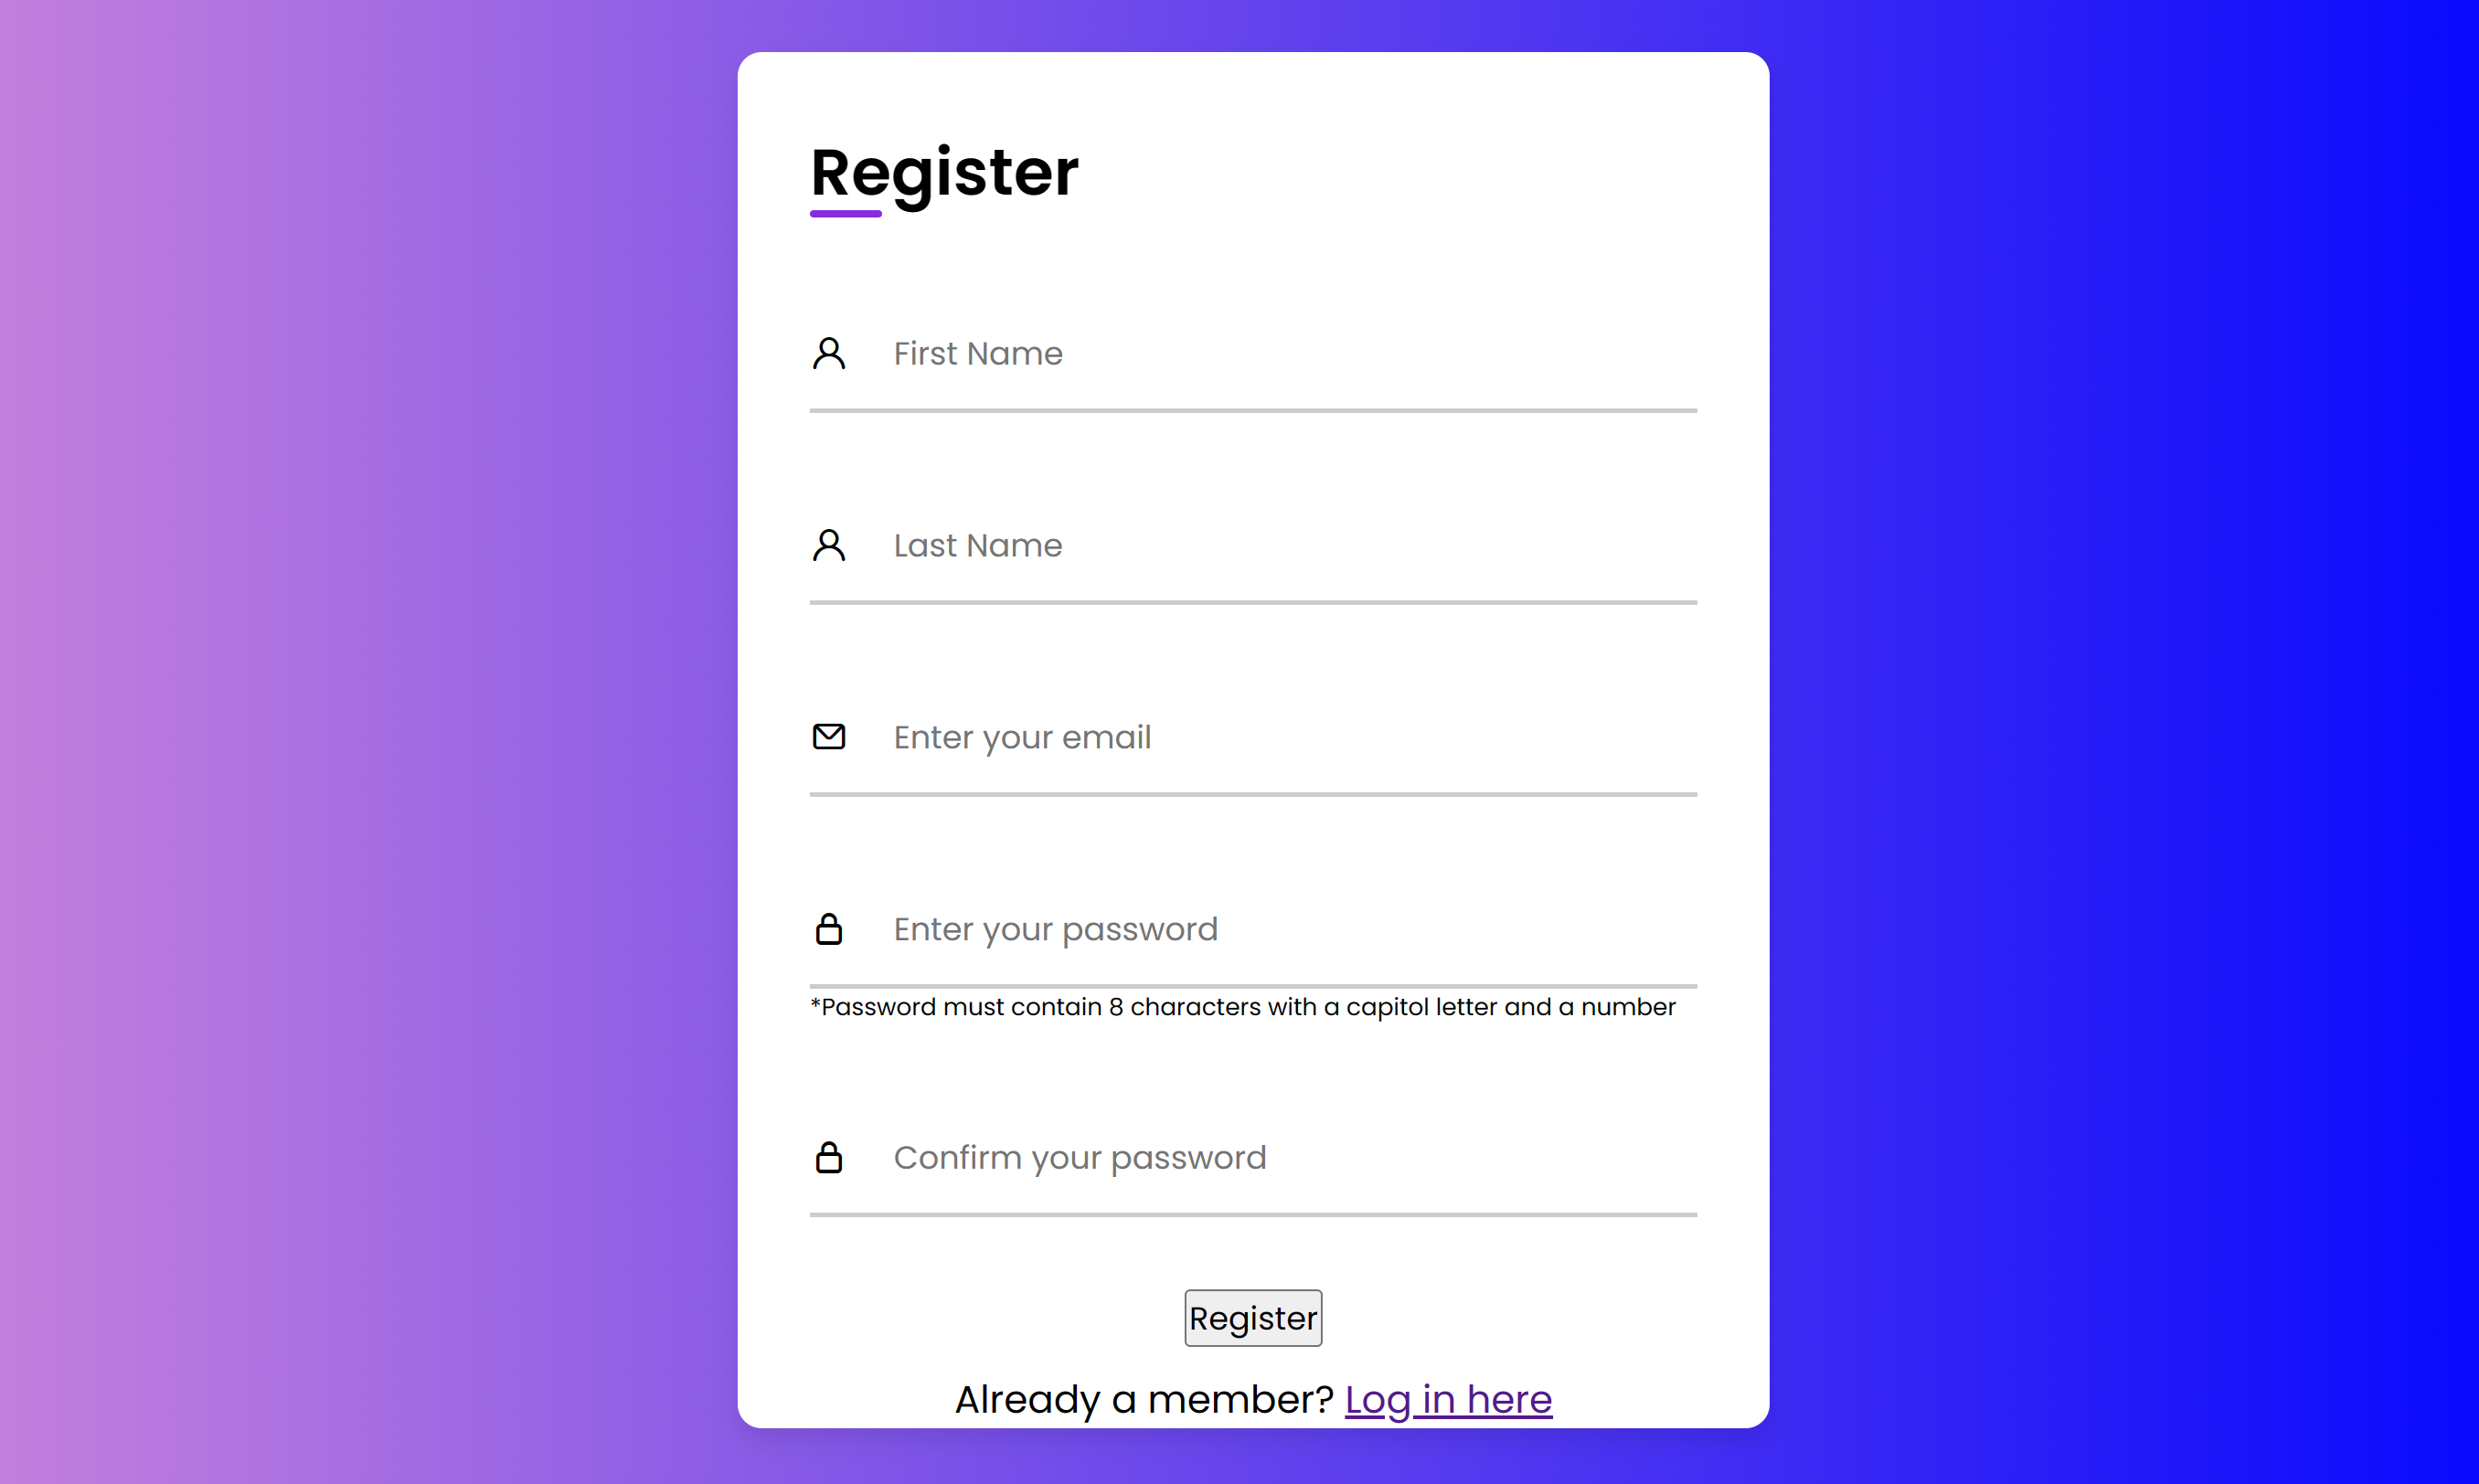 Register
First Name
Last Name
Enter your email
Enter your password
*Password must contain 8 characters with a capitol letter and a number
Confirm your password
Register
Already a member? Log in here